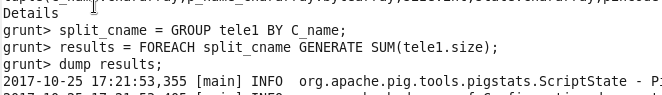 Details
grunt> split_cname = GROUP tele1 BY C_name;
grunt> results = FOREACH split_cname GENERATE SUM(tele1.size);
grunt> dump results;
2017-10-25 17:21:53,355 [main] INFO  org.apache.pig.tools.pigstats.ScriptState - Pi